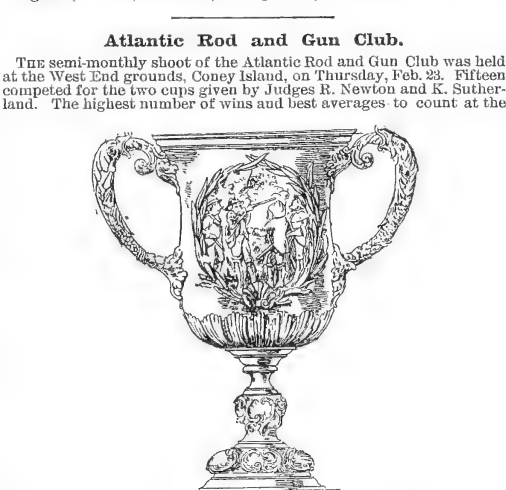 Atlantic Rod and Gun Club.
THE semi-monthly shoot of the Atlantic Rod and Gun Club was held
at the West End grounds, Coney Island, on Thursday, Feb. 23. Fifteen
competed for the two cups given by Judges R. Newton and K. Suther-
land. The highest number of wins and best averages to count at the